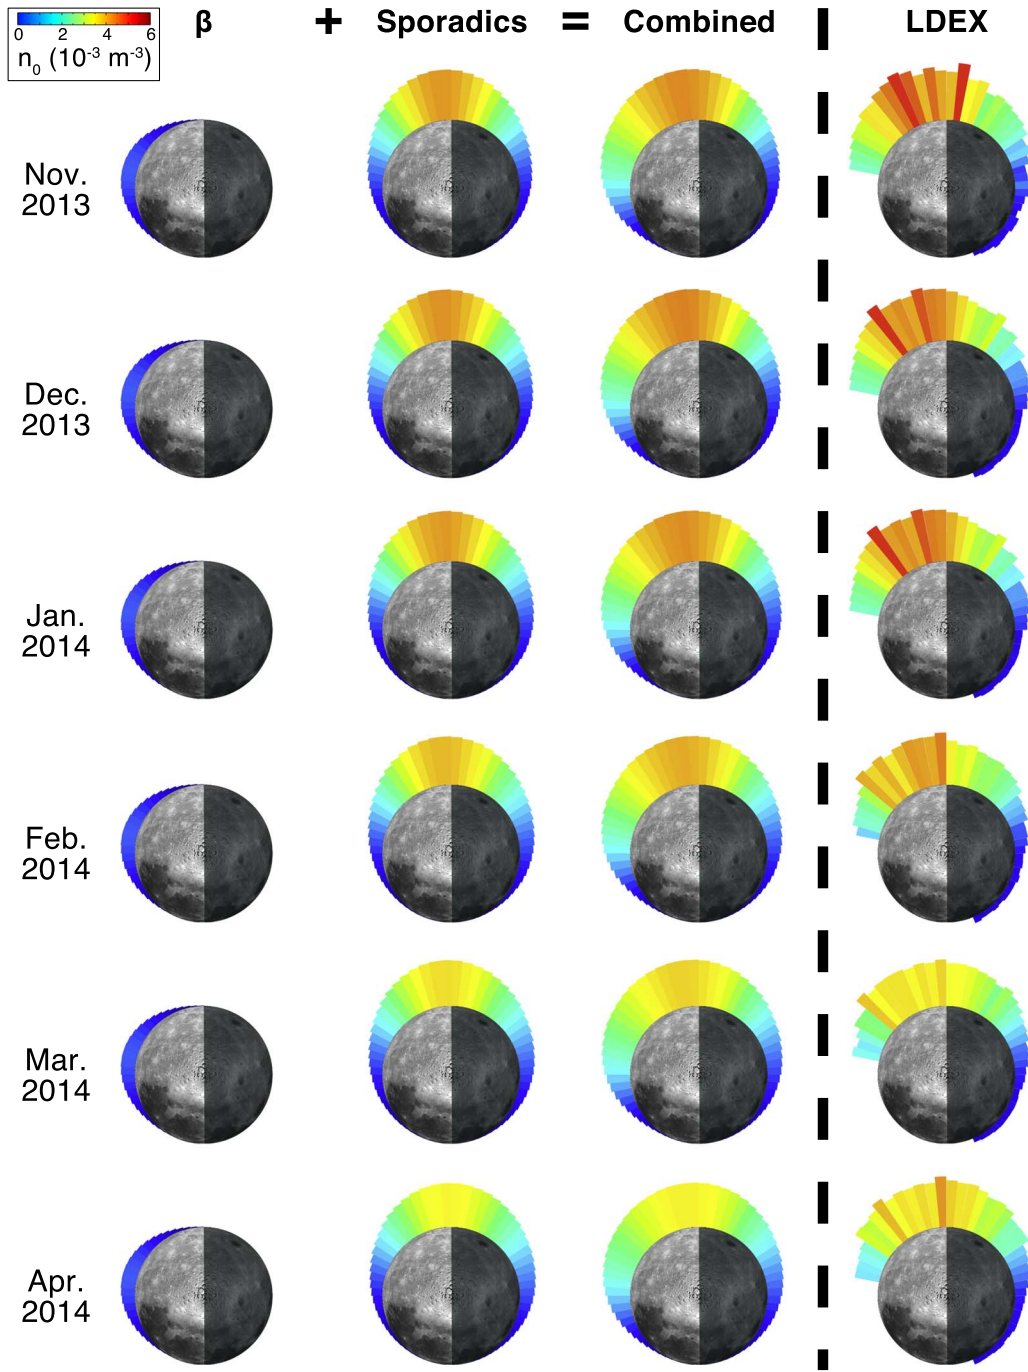 0 2 4 6
n₀ (10⁻³ m⁻³)
β + Sporadics = Combined LDEX
Nov.
2013
Dec.
2013
Jan.
2014
Feb.
2014
Mar.
2014
Apr.
2014